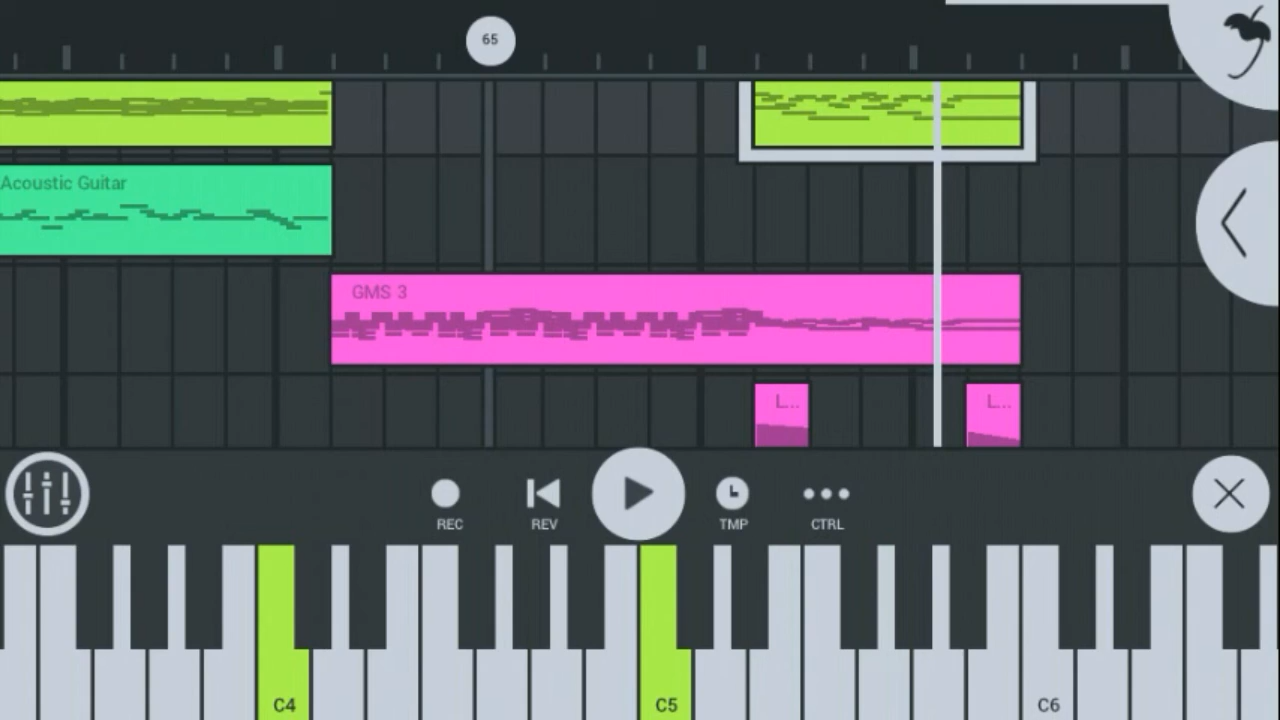 65
Acoustic Guitar
GMS 3
L...
L...
REC
REV
TMP
CTRL
C4
C5
C6